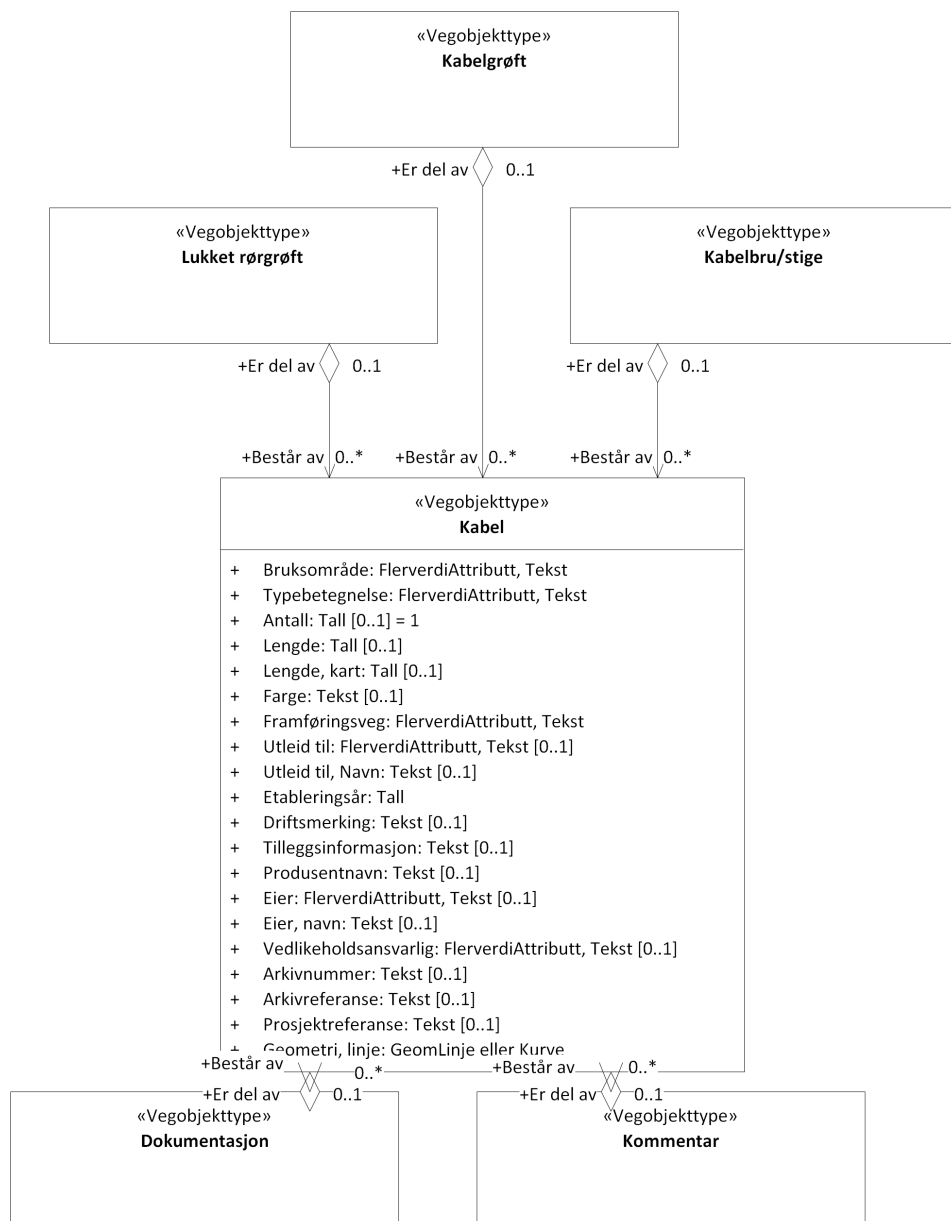 «Vegobjekttype»
Kabelgrøft
+Er del av 0..1
«Vegobjekttype»
Lukket rørgrøft
«Vegobjekttype»
Kabelbru/stige
+Er del av 0..1
+Er del av 0..1
+Består av 0..*
+Består av 0..*
+Består av 0..*
«Vegobjekttype»
Kabel
+ Bruksområde: FlerverdiAttributt, Tekst
+ Typebetegnelse: FlerverdiAttributt, Tekst
+ Antall: Tall [0..1] = 1
+ Lengde: Tall [0..1]
+ Lengde, kart: Tall [0..1]
+ Farge: Tekst [0..1]
+ Framføringsveg: FlerverdiAttributt, Tekst
+ Utleid til: FlerverdiAttributt, Tekst [0..1]
+ Utleid til, Navn: Tekst [0..1]
+ Etableringsår: Tall
+ Driftsmerking: Tekst [0..1]
+ Tilleggsinformasjon: Tekst [0..1]
+ Produsentnavn: Tekst [0..1]
+ Eier: FlerverdiAttributt, Tekst [0..1]
+ Eier, navn: Tekst [0..1]
+ Vedlikeholdsansvarlig: FlerverdiAttributt, Tekst [0..1]
+ Arkivnummer: Tekst [0..1]
+ Arkivreferanse: Tekst [0..1]
+ Prosjektreferanse: Tekst [0..1]
+ Geometri, linje: GeomLinje eller Kurve
+Består av 0..*
+Består av 0..*
+Er del av 0..1
+Er del av 0..1
«Vegobjekttype»
Dokumentasjon
«Vegobjekttype»
Kommentar